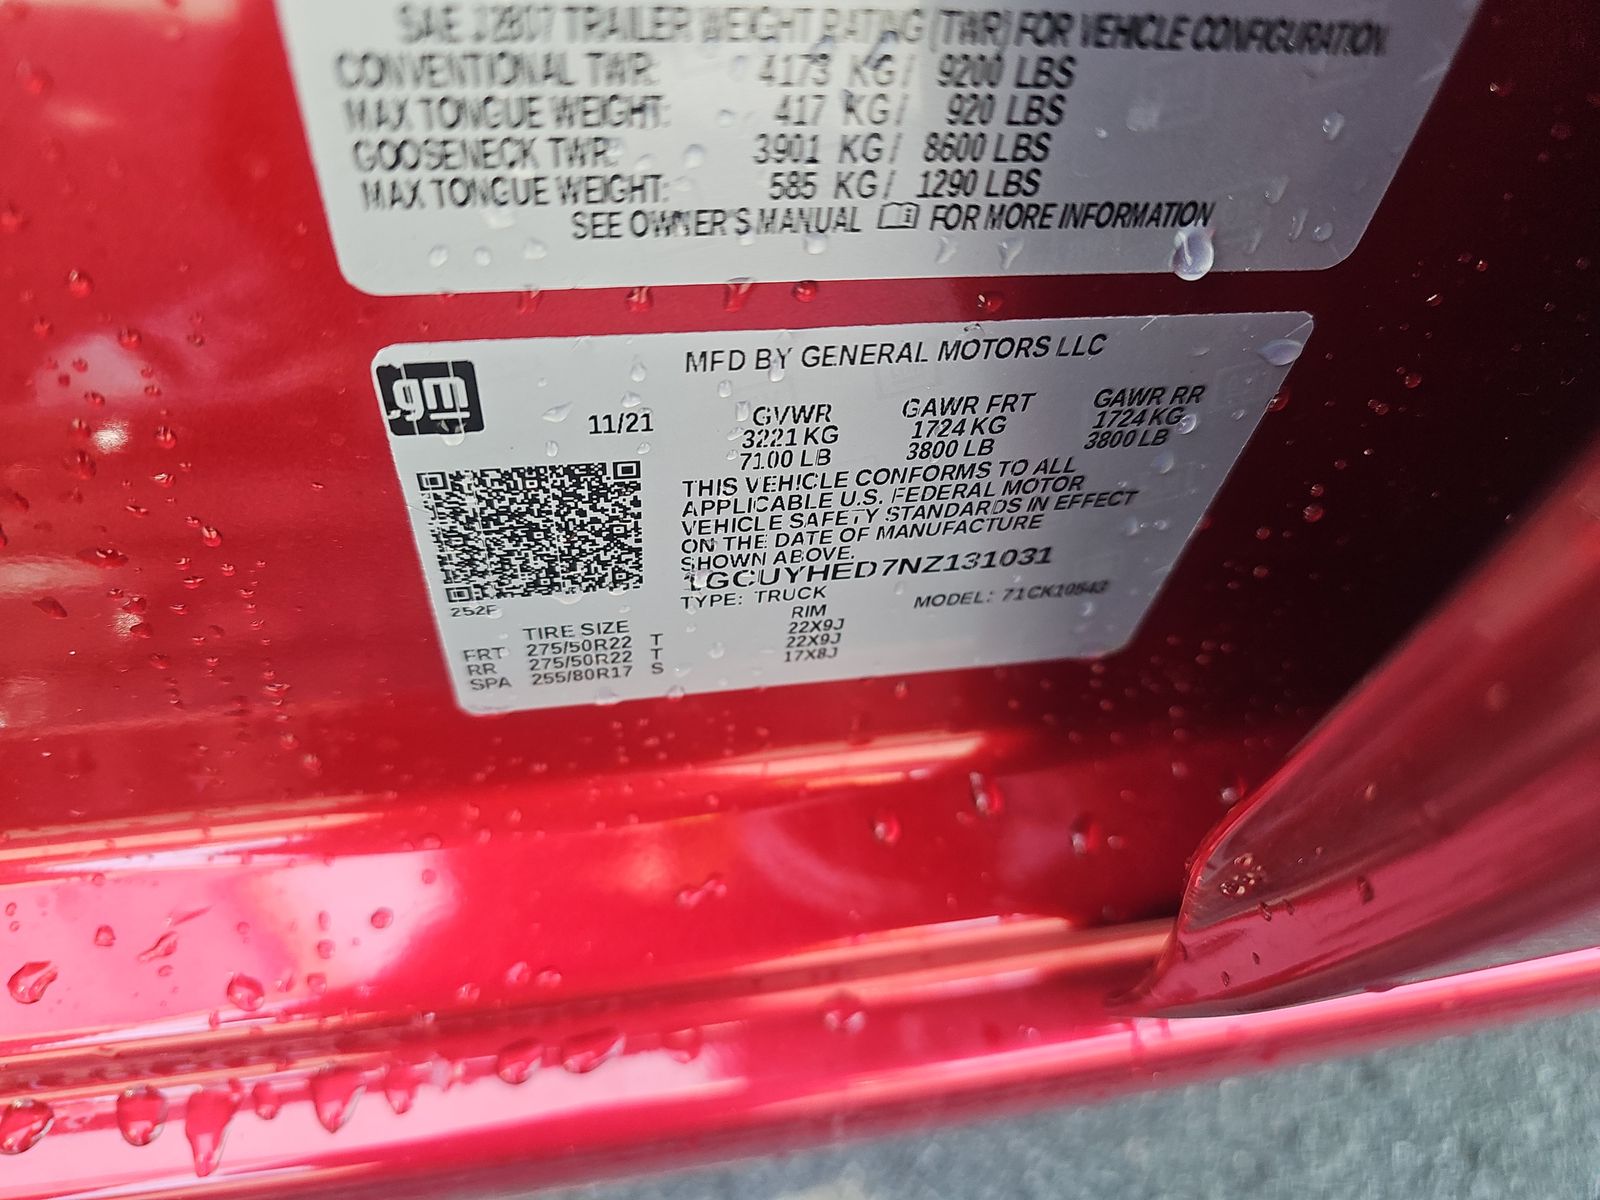 SAE J2807 TRAILER WEIGHT RATING (TWR) FOR VEHICLE CONFIGURATION
CONVENTIONAL TWR: 4173 KG / 9200 LBS
MAX TONGUE WEIGHT: 417 KG / 920 LBS
GOOSENECK TWR: 3901 KG / 8600 LBS
MAX TONGUE WEIGHT: 585 KG / 1290 LBS
SEE OWNER'S MANUAL FOR MORE INFORMATION
gm
MFD BY GENERAL MOTORS LLC
11/21 GVWR GAWR FRT GAWR RR
3221 KG 1724 KG 1724 KG
7100 LB 3800 LB 3800 LB
THIS VEHICLE CONFORMS TO ALL
APPLICABLE U.S. FEDERAL MOTOR
VEHICLE SAFETY STANDARDS IN EFFECT
ON THE DATE OF MANUFACTURE
SHOWN ABOVE.
1GCUYHED7NZ131031
252F TYPE: TRUCK MODEL: 71CK10543
TIRE SIZE RIM
FRT 275/50R22 T 22X9J
RR 275/50R22 T 22X9J
SPA 255/80R17 S 17X8J